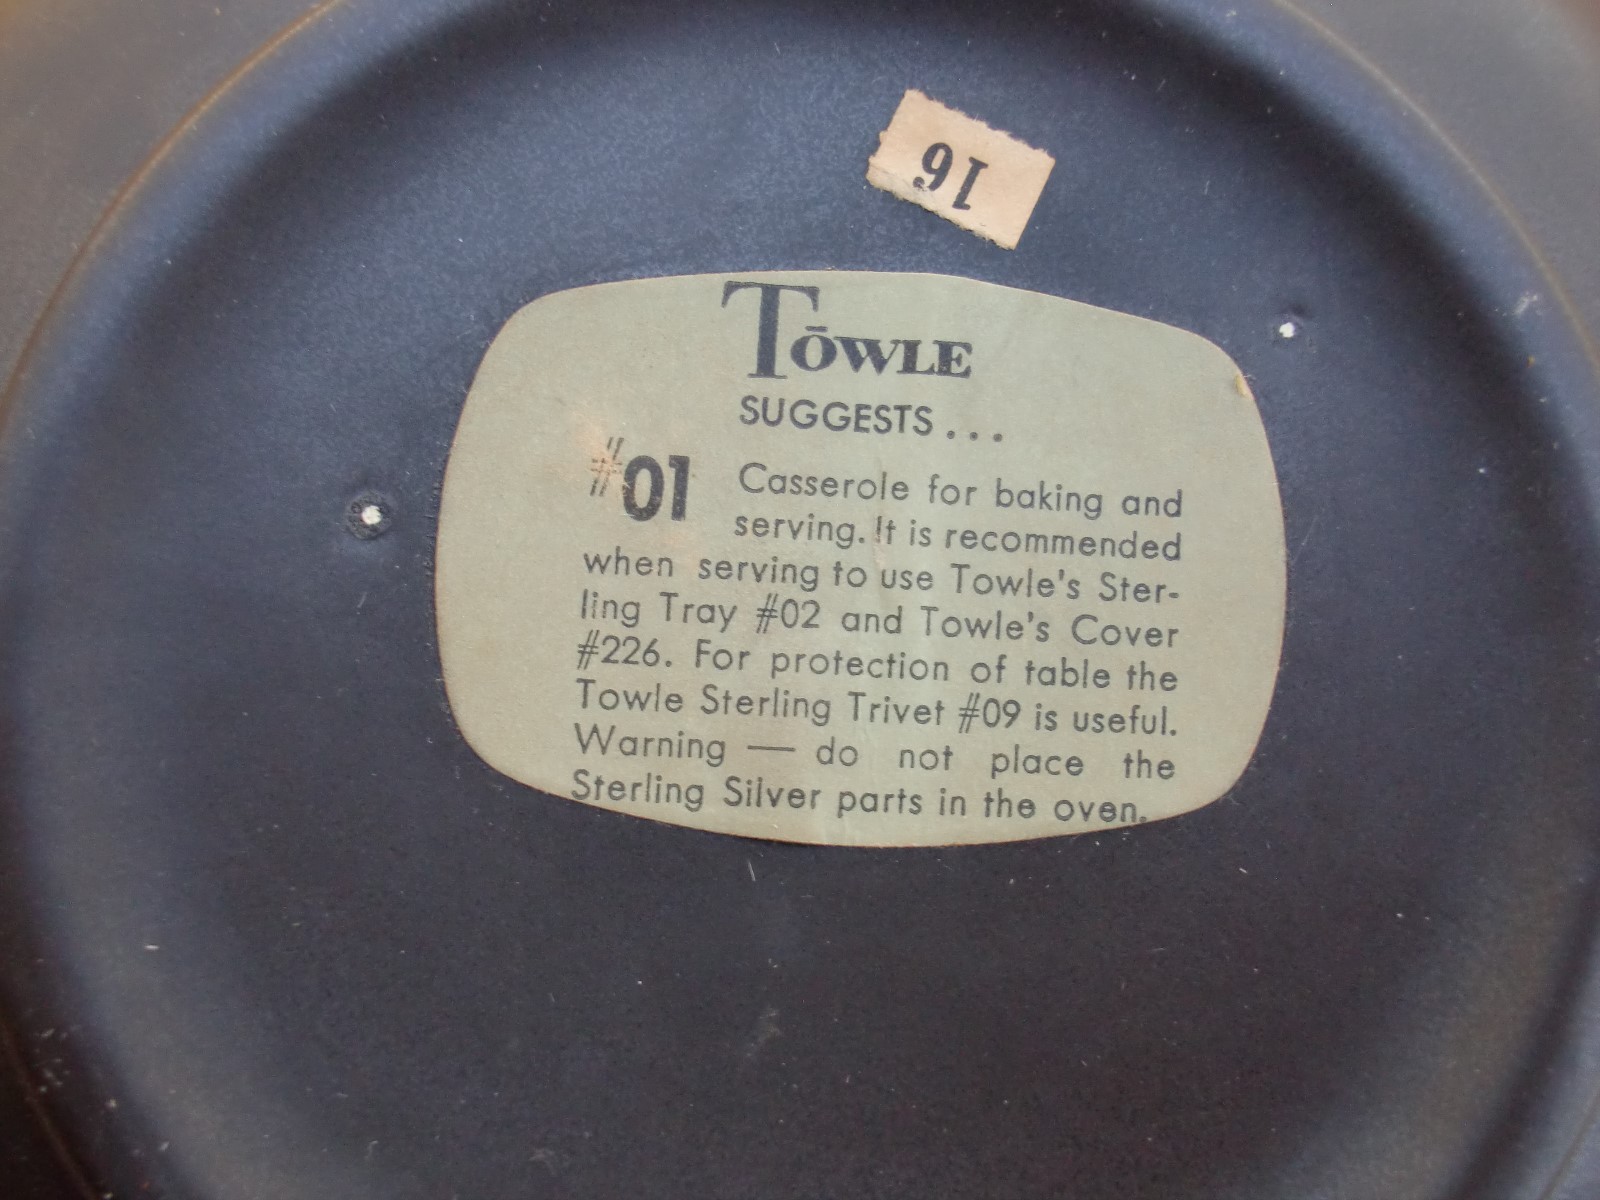 16
TŌWLE
SUGGESTS...
#01 Casserole for baking and
serving. It is recommended
when serving to use Towle's Ster-
ling Tray #02 and Towle's Cover
#226. For protection of table the
Towle Sterling Trivet #09 is useful.
Warning — do not place the
Sterling Silver parts in the oven.